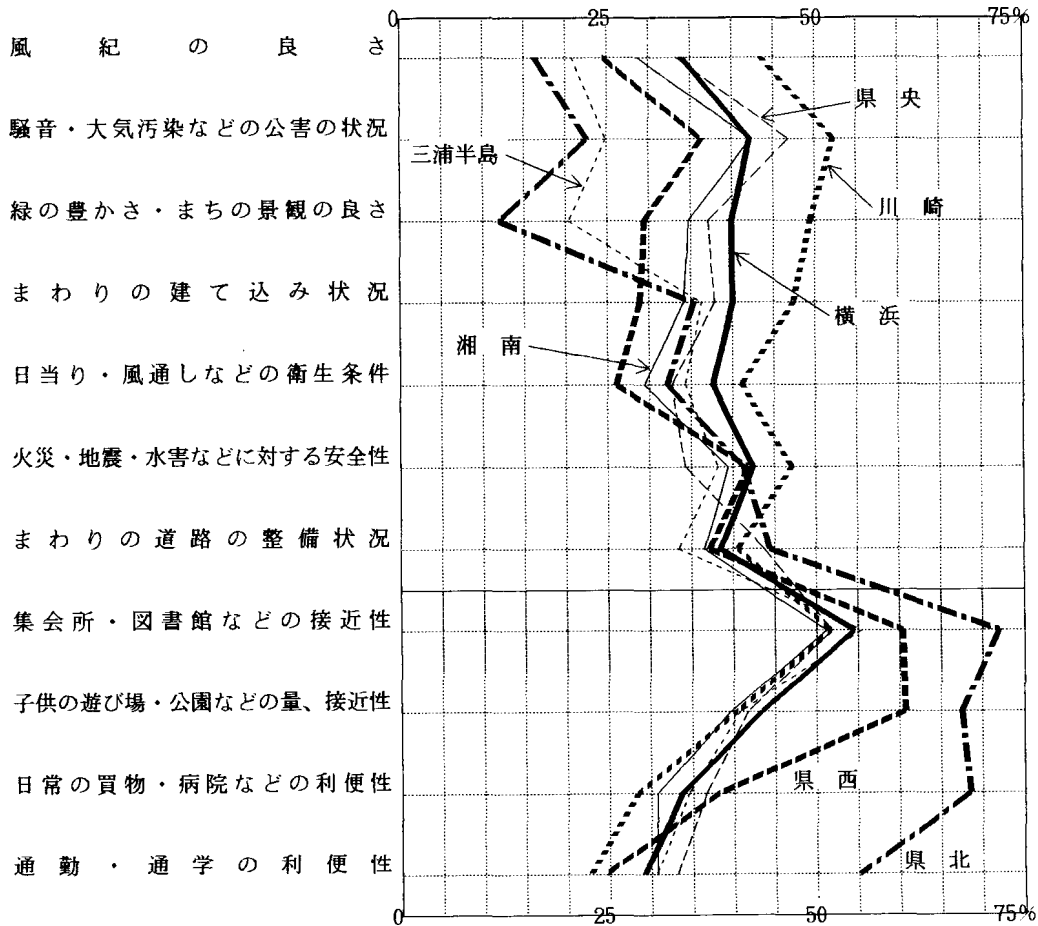 0 25 50 75%
風紀の良さ
騒音・大気汚染などの公害の状況
緑の豊かさ・まちの景観の良さ
まわりの建て込み状況
日当り・風通しなどの衛生条件
火災・地震・水害などに対する安全性
まわりの道路の整備状況
集会所・図書館などの接近性
子供の遊び場・公園などの量、接近性
日常の買物・病院などの利便性
通勤・通学の利便性
県央
三浦半島
川崎
横浜
湘南
県西
県北
0 25 50 75%